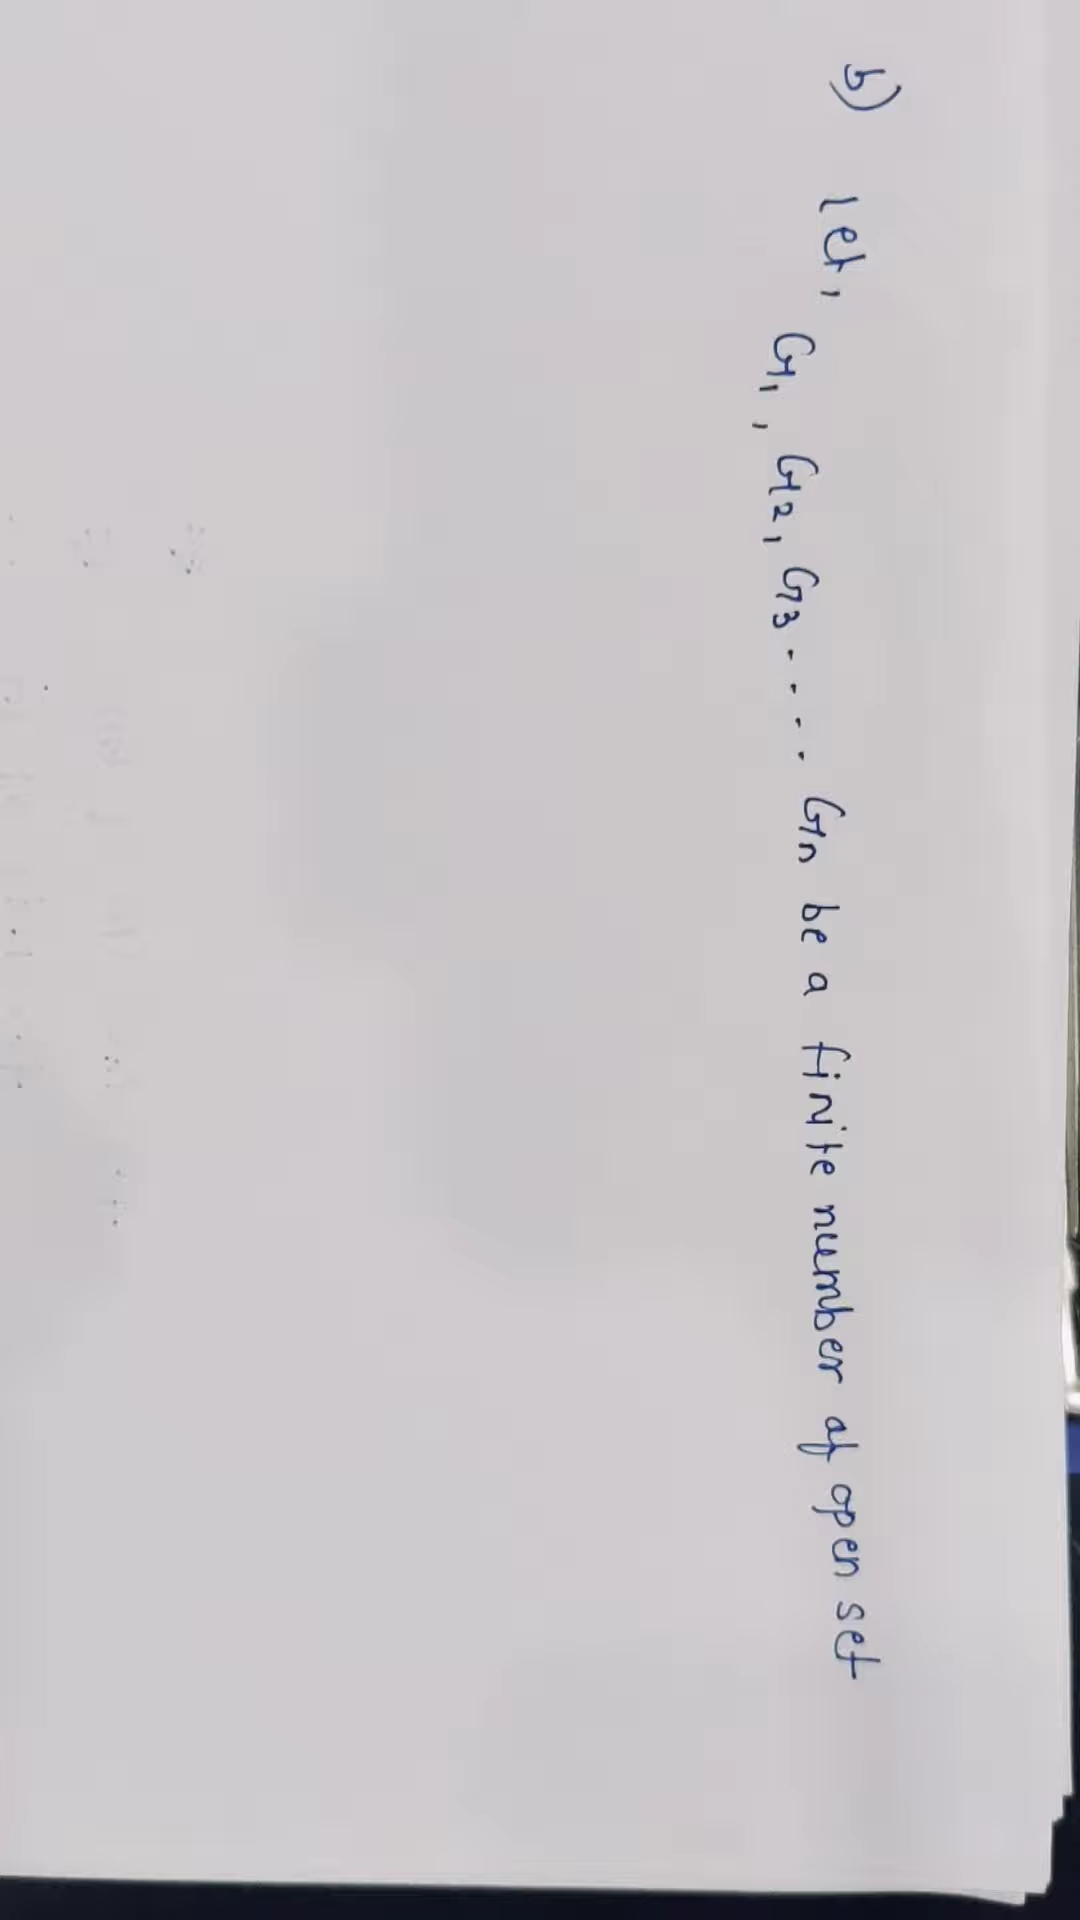 b) let, G1, G2, G3.... Gn be a finite number of open set